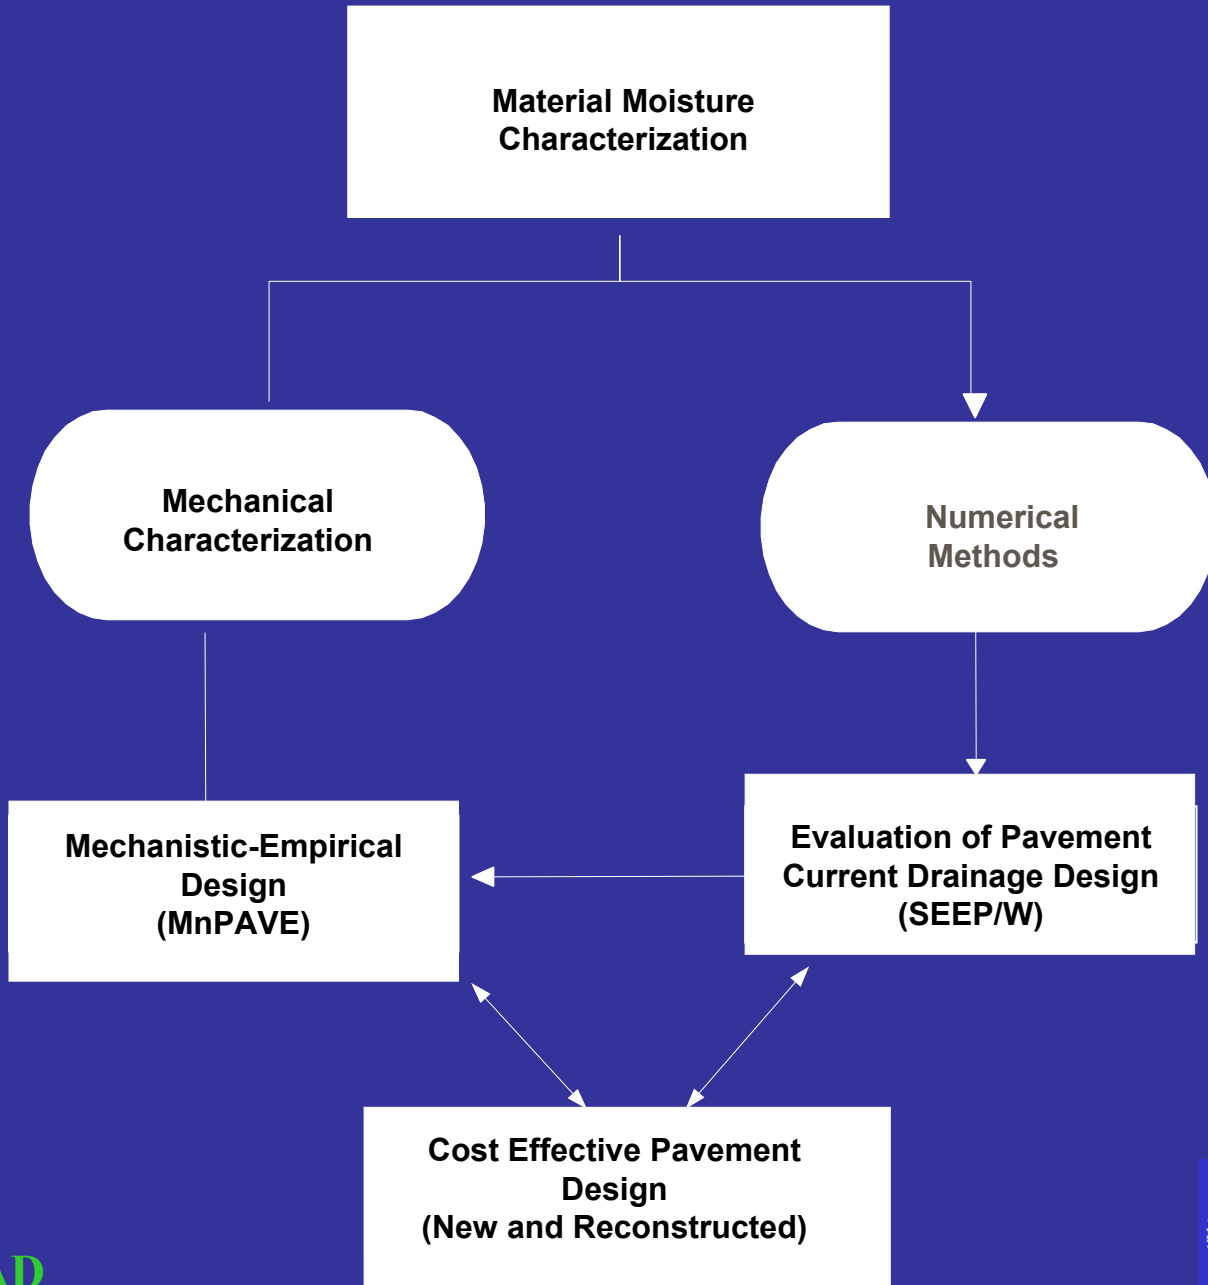 Material Moisture
Characterization
Mechanical
Characterization
Numerical
Methods
Mechanistic-Empirical
Design
(MnPAVE)
Evaluation of Pavement
Current Drainage Design
(SEEP/W)
Cost Effective Pavement
Design
(New and Reconstructed)